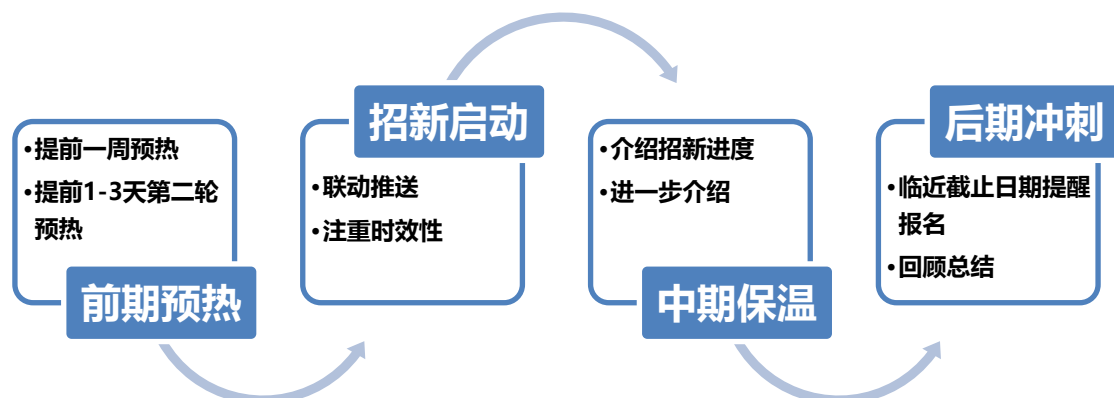 •提前一周预热
•提前1-3天第二轮
预热
前期预热
招新启动
•联动推送
•注重时效性
•介绍招新进度
•进一步介绍
中期保温
后期冲刺
•临近截止日期提醒
报名
•回顾总结